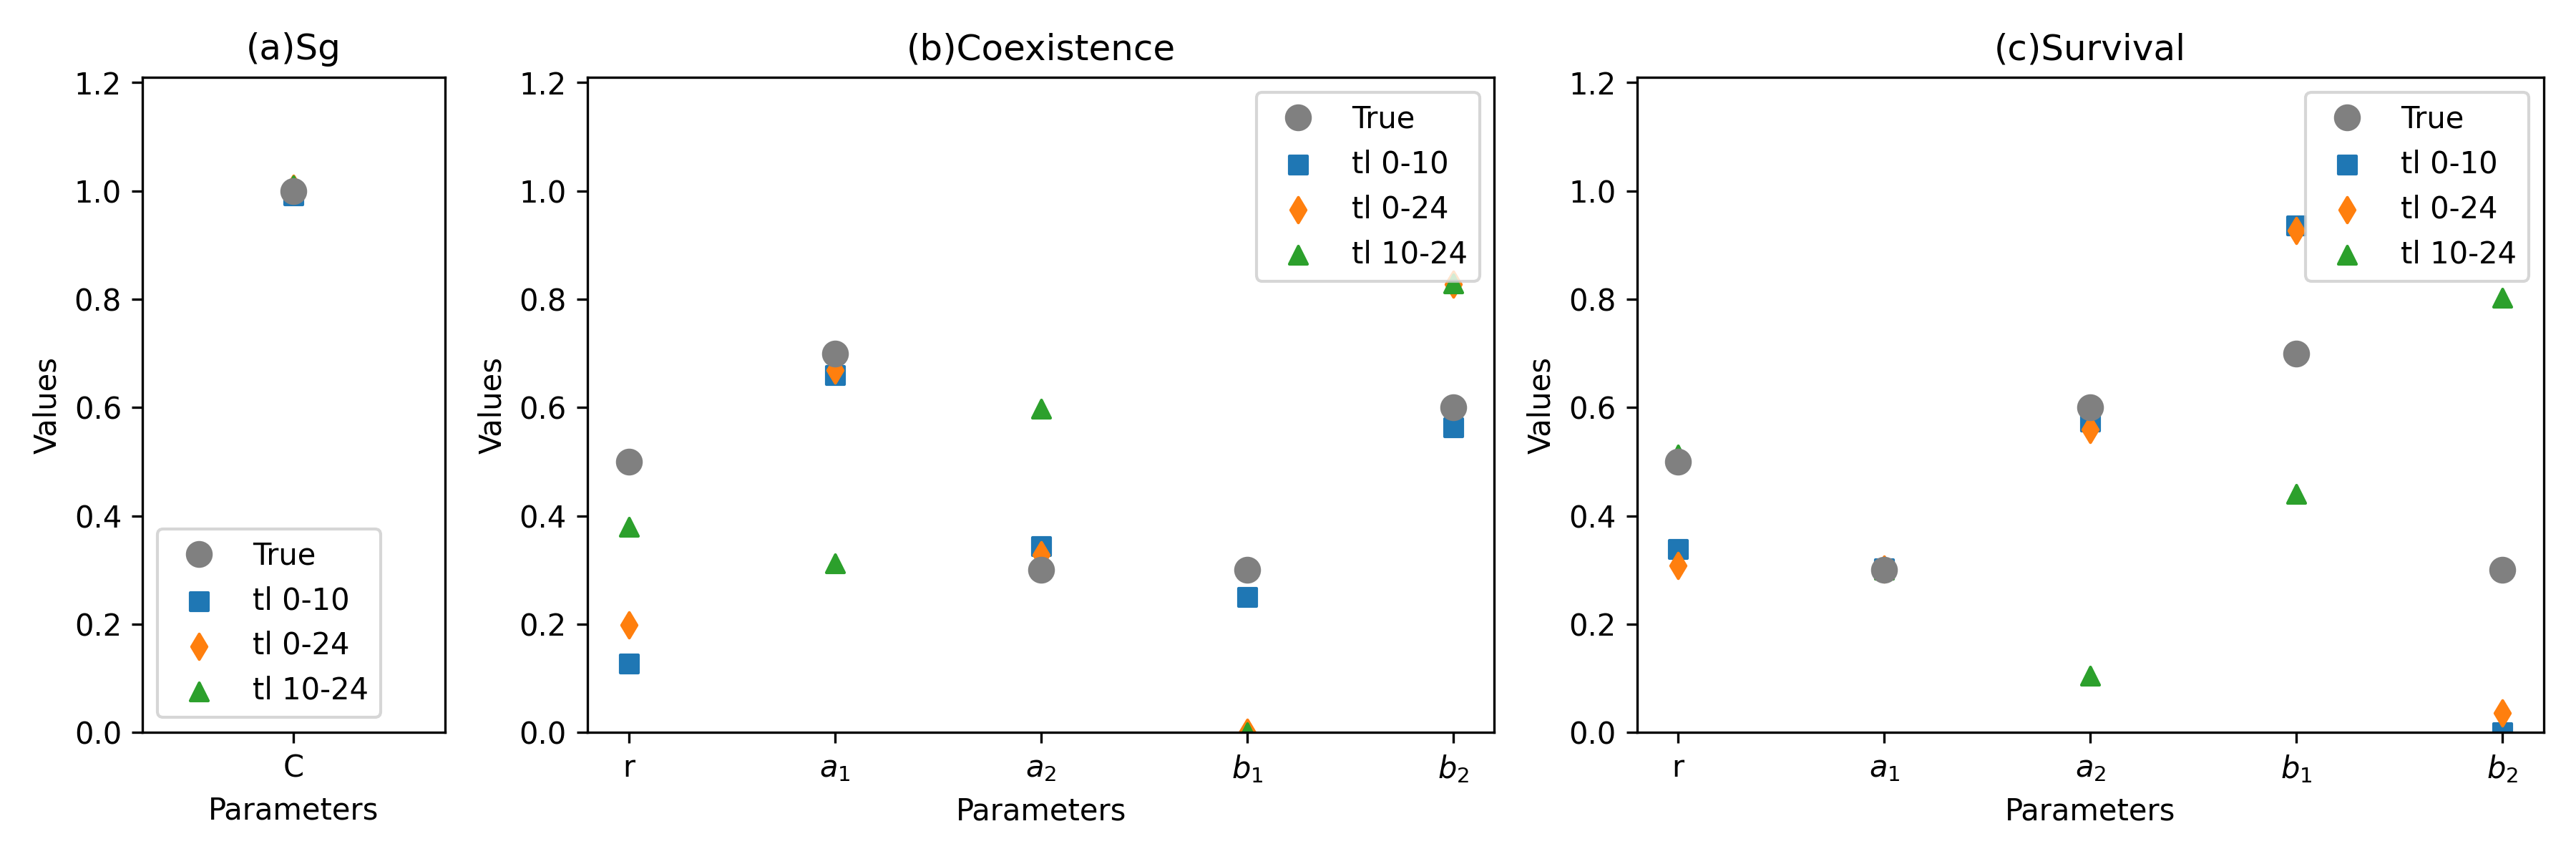 (a)Sg
1.2
1.0
0.8
0.6
0.4
0.2
0.0
Values
True
tl 0-10
tl 0-24
tl 10-24
C
Parameters
(b)Coexistence
1.2
1.0
0.8
0.6
0.4
0.2
0.0
Values
True
tl 0-10
tl 0-24
tl 10-24
r a₁ a₂ b₁ b₂
Parameters
(c)Survival
1.2
1.0
0.8
0.6
0.4
0.2
0.0
Values
True
tl 0-10
tl 0-24
tl 10-24
r a₁ a₂ b₁ b₂
Parameters